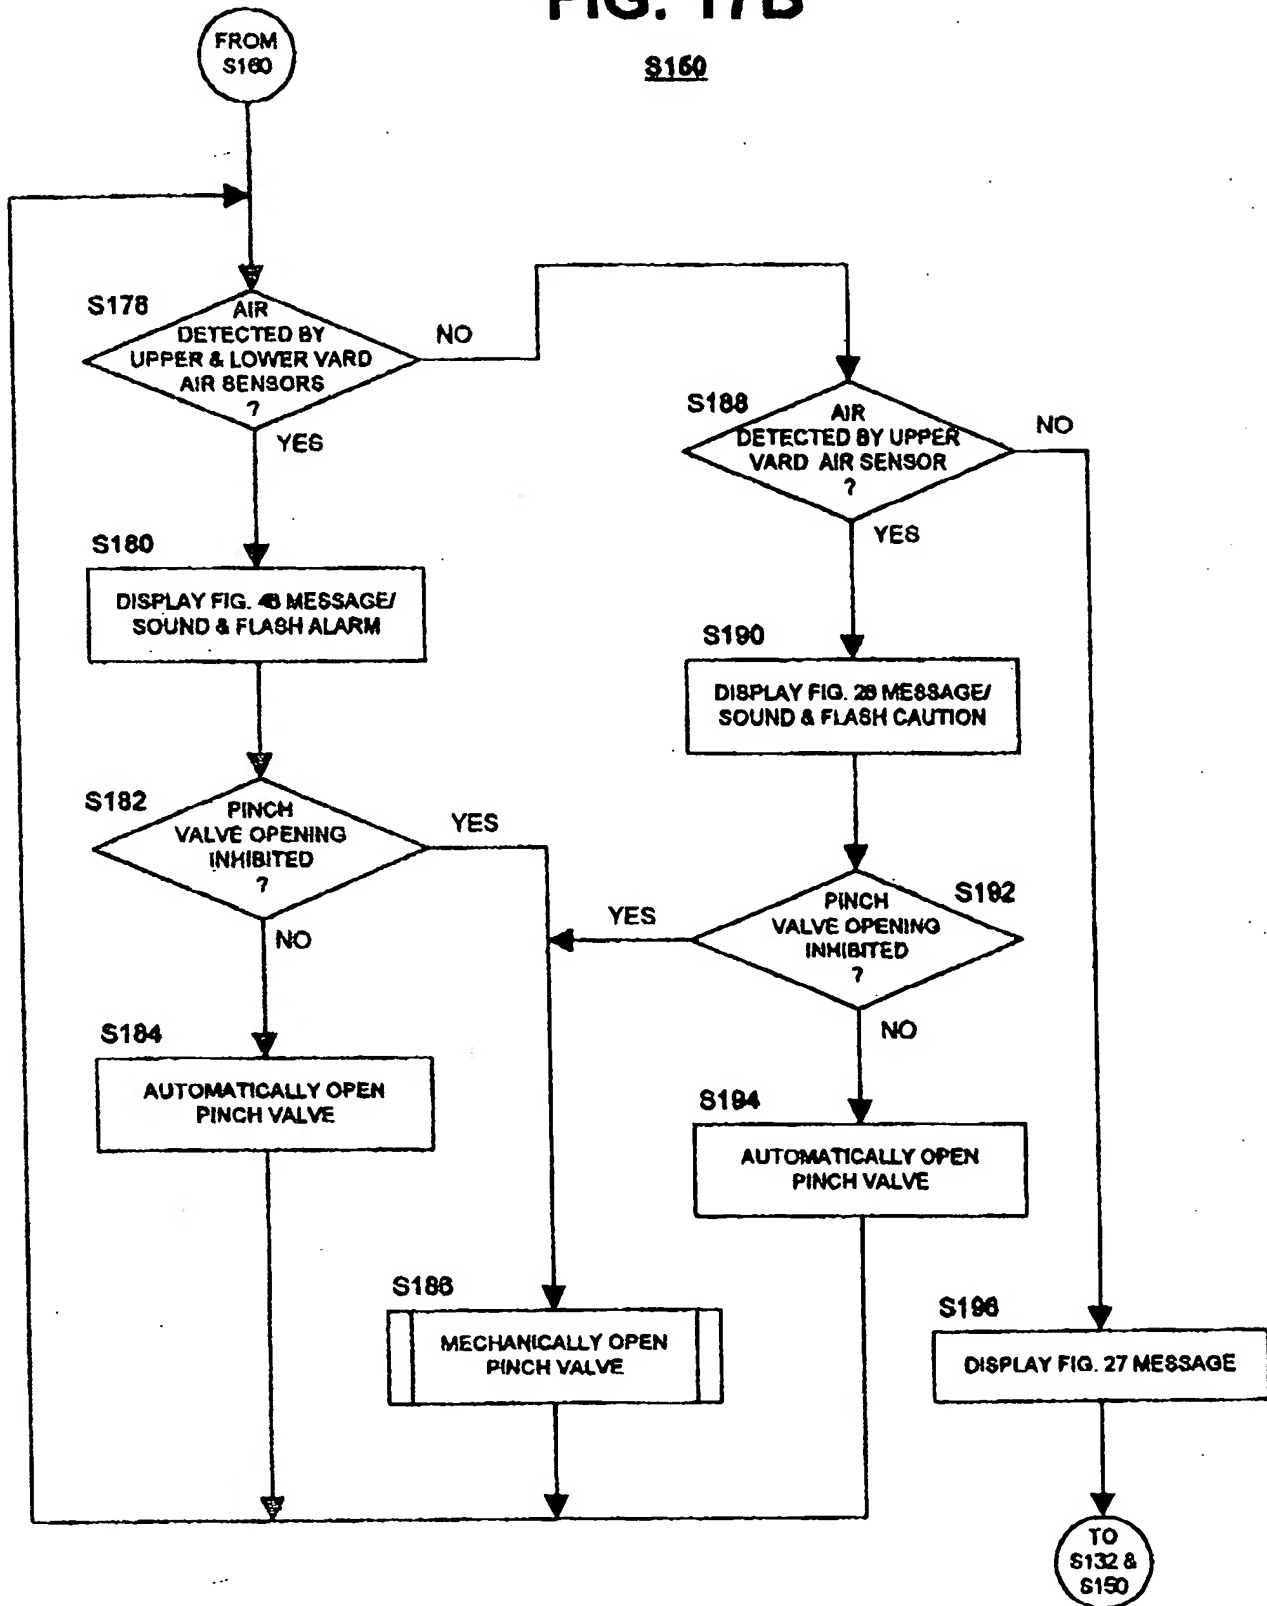 FIG. 17B
S150
FROM
S160
S178
AIR
DETECTED BY
UPPER & LOWER VARD
AIR SENSORS
?
NO
YES
S188
AIR
DETECTED BY UPPER
VARD AIR SENSOR
?
NO
YES
S180
DISPLAY FIG. MESSAGE/
SOUND & FLASH ALARM
S190
DISPLAY FIG. 28 MESSAGE/
SOUND & FLASH CAUTION
S182
PINCH
VALVE OPENING
INHIBITED
?
YES
NO
S192
PINCH
VALVE OPENING
INHIBITED
?
YES
NO
S184
AUTOMATICALLY OPEN
PINCH VALVE
S194
AUTOMATICALLY OPEN
PINCH VALVE
S186
MECHANICALLY OPEN
PINCH VALVE
S196
DISPLAY FIG. 27 MESSAGE
TO
S132 &
S150